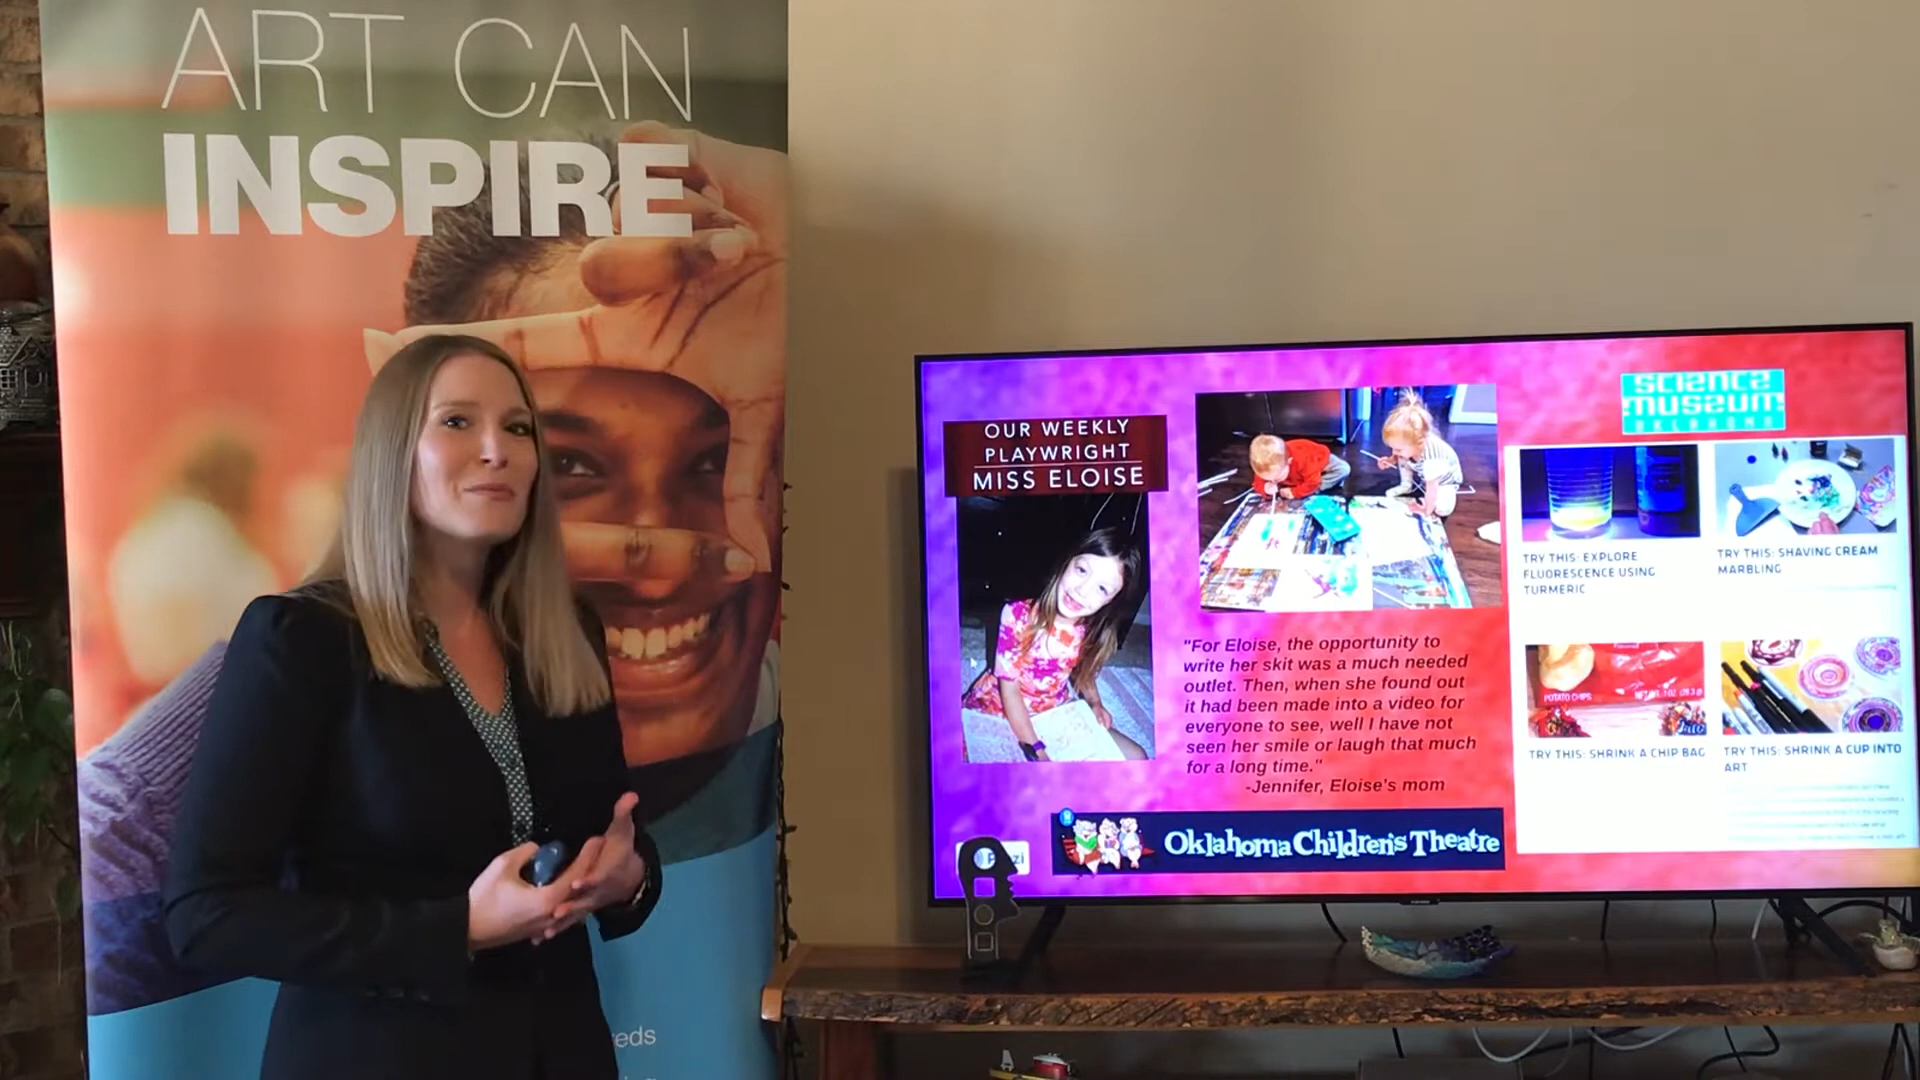 ART CAN
INSPIRE
eds
OUR WEEKLY
PLAYWRIGHT
MISS ELOISE
"For Eloise, the opportunity to
write her skit was a much needed
outlet. Then, when she found out
it had been made into a video for
everyone to see, well I have not
seen her smile or laugh that much
for a long time."
-Jennifer, Eloise's mom
Oklahoma Children's Theatre
SCIENCE
MUSEUM
OKLAHOMA
TRY THIS: EXPLORE
FLUORESCENCE USING
TURMERIC
TRY THIS: SHAVING CREAM
MARBLING
POTATO CHIPS
TRY THIS: SHRINK A CHIP BAG
TRY THIS: SHRINK A CUP INTO
ART